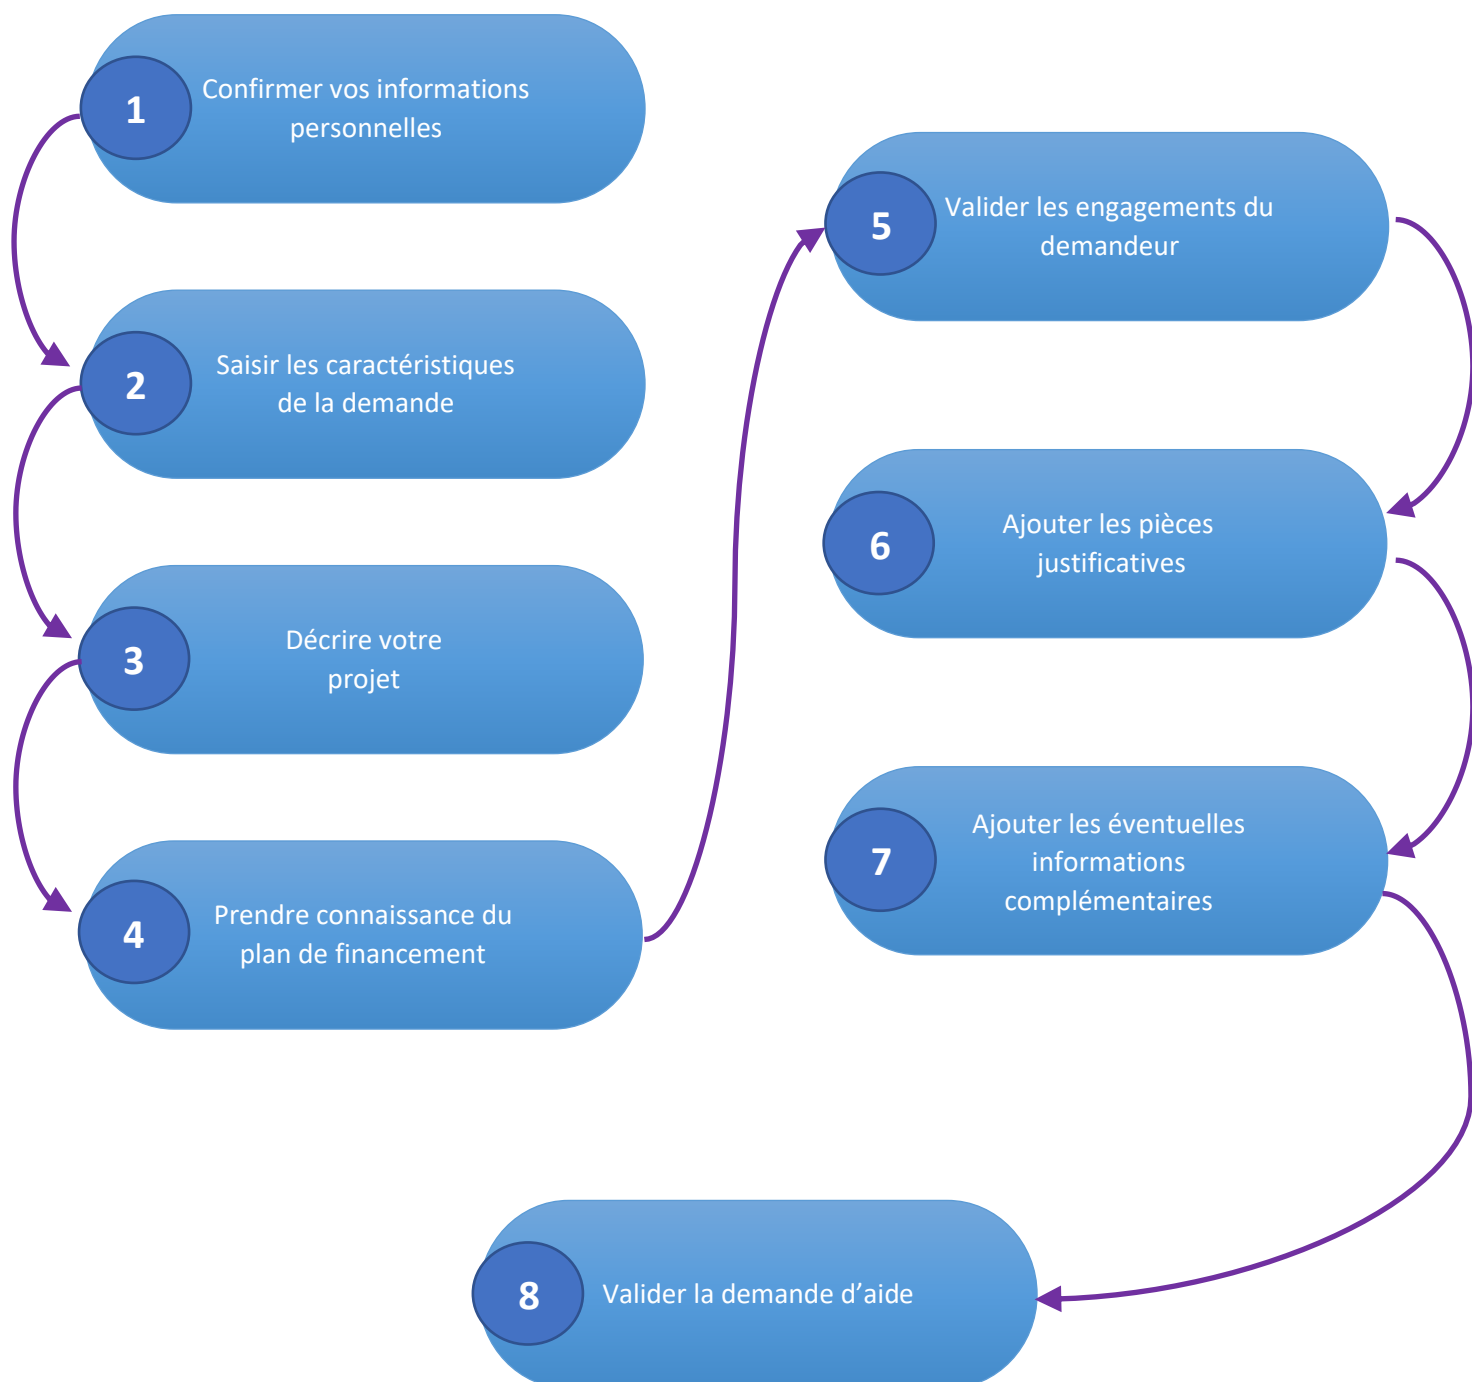 1
Confirmer vos informations
personnelles
2
Saisir les caractéristiques
de la demande
3
Décrire votre
projet
4
Prendre connaissance du
plan de financement
5
Valider les engagements du
demandeur
6
Ajouter les pièces
justificatives
7
Ajouter les éventuelles
informations
complémentaires
8
Valider la demande d’aide